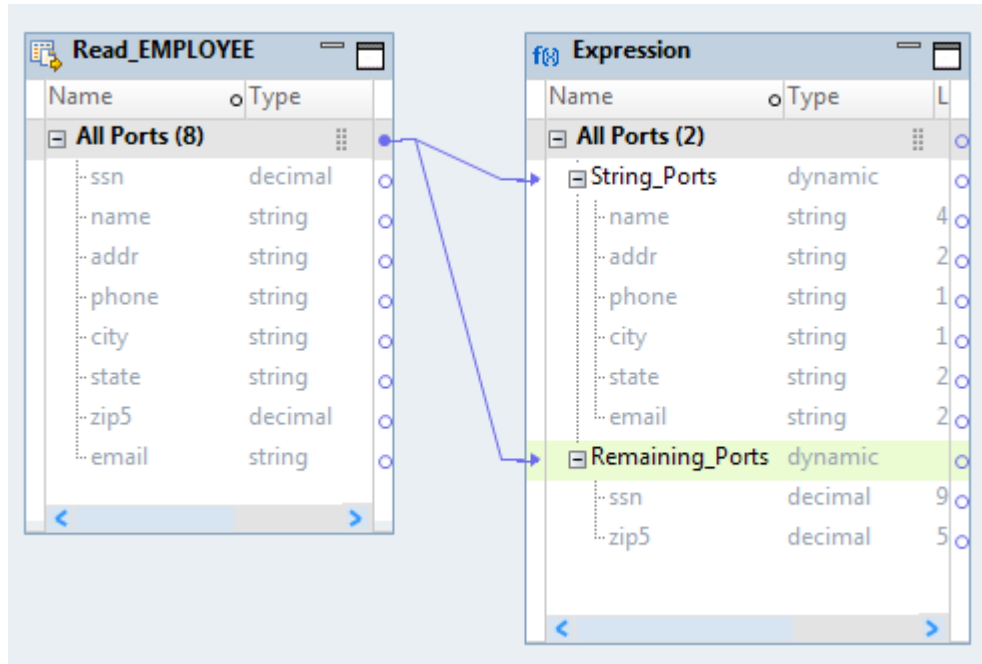 Read_EMPLOYEE
Name Type
All Ports (8)
ssn decimal
name string
addr string
phone string
city string
state string
zip5 decimal
email string
f(x) Expression
Name Type L
All Ports (2)
String_Ports dynamic
name string 4
addr string 2
phone string 1
city string 1
state string 2
email string 2
Remaining_Ports dynamic
ssn decimal 9
zip5 decimal 5